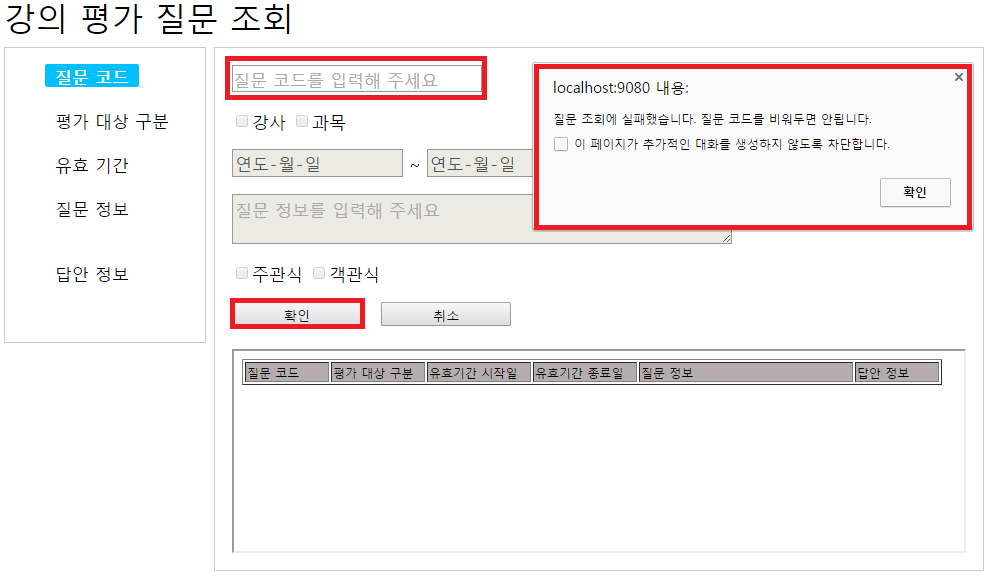 강의 평가 질문 조회
질문 코드
평가 대상 구분
유효 기간
질문 정보
답안 정보
질문 코드를 입력해 주세요
강사 과목
연도-월-일 ~ 연도-월-일
질문 정보를 입력해 주세요
주관식 객관식
확인 취소
localhost:9080 내용:
질문 조회에 실패했습니다. 질문 코드를 비워두면 안됩니다.
이 페이지가 추가적인 대화를 생성하지 않도록 차단합니다.
확인
질문 코드 평가 대상 구분 유효기간 시작일 유효기간 종료일 질문 정보 답안 정보